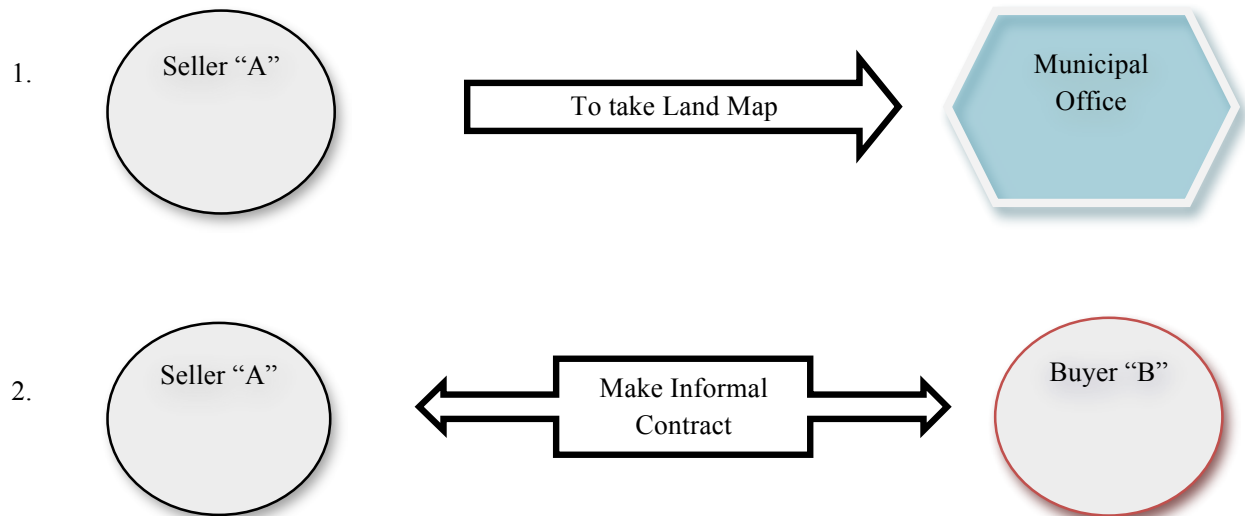 1.
Seller “A”
To take Land Map
Municipal
Office
2.
Seller “A”
Make Informal
Contract
Buyer “B”